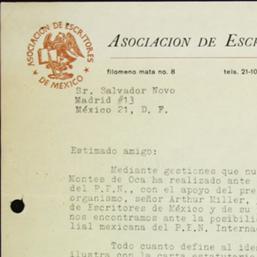 ASOCIACION DE ESCRITORES
DE MEXICO
ASOCIACION DE ESCR
filomeno mata no. 8 tels. 21-10
Sr. Salvador Novo
Madrid #13
México 21, D. F.
Estimado amigo:
Mediante gestiones que nu
Montes de Oca ha realizado ante
del P.E.N., con el apoyo del pre
organismo, señor Arthur Miller,
de Escritores de México y de su
nos encontramos ante la posibili
lial mexicana del P.E.N. Interna
Todo cuanto define al ide
ilustra con la carta estatutaria